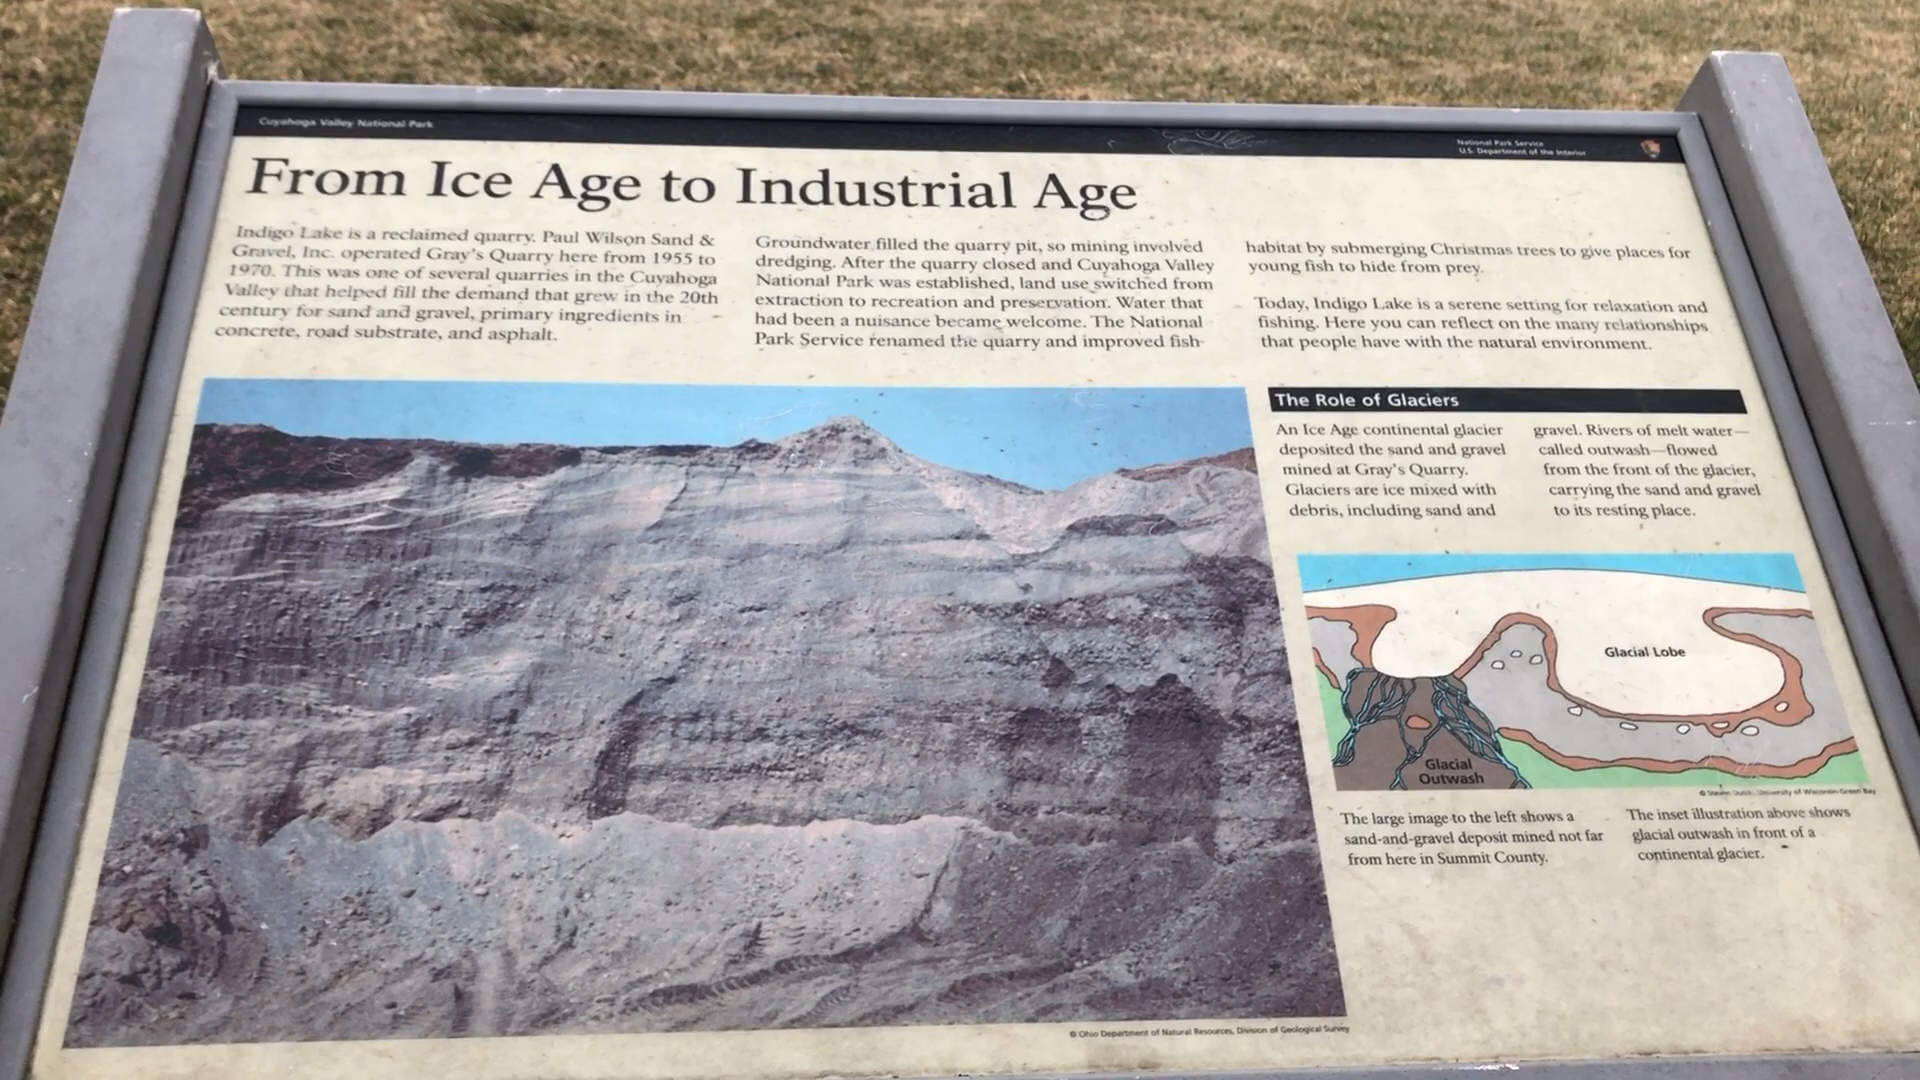 Cuyahoga Valley National Park
National Park Service
U.S. Department of the Interior
From Ice Age to Industrial Age
Indigo Lake is a reclaimed quarry. Paul Wilson Sand &
Gravel, Inc. operated Gray's Quarry here from 1955 to
1970. This was one of several quarries in the Cuyahoga
Valley that helped fill the demand that grew in the 20th
century for sand and gravel, primary ingredients in
concrete, road substrate, and asphalt.
Groundwater filled the quarry pit, so mining involved
dredging. After the quarry closed and Cuyahoga Valley
National Park was established, land use switched from
extraction to recreation and preservation. Water that
had been a nuisance became welcome. The National
Park Service renamed the quarry and improved fish
habitat by submerging Christmas trees to give places for
young fish to hide from prey.
Today, Indigo Lake is a serene setting for relaxation and
fishing. Here you can reflect on the many relationships
that people have with the natural environment.
The Role of Glaciers
An Ice Age continental glacier
deposited the sand and gravel
mined at Gray's Quarry.
Glaciers are ice mixed with
debris, including sand and
gravel. Rivers of melt water—
called outwash—flowed
from the front of the glacier,
carrying the sand and gravel
to its resting place.
Glacial Lobe
Glacial
Outwash
© Steven Dutch, University of Wisconsin-Green Bay
The large image to the left shows a
sand-and-gravel deposit mined not far
from here in Summit County.
The inset illustration above shows
glacial outwash in front of a
continental glacier.
© Ohio Department of Natural Resources, Division of Geological Survey